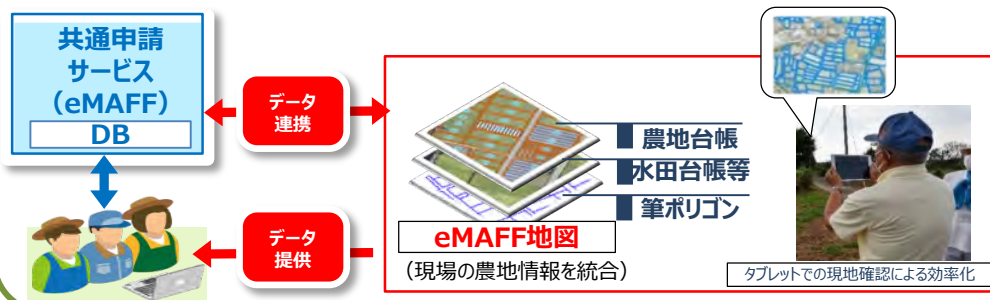 共通申請
サービス
（eMAFF）
DB
データ
連携
データ
提供
農地台帳
水田台帳等
筆ポリゴン
eMAFF地図
（現場の農地情報を統合）
タブレットでの現地確認による効率化